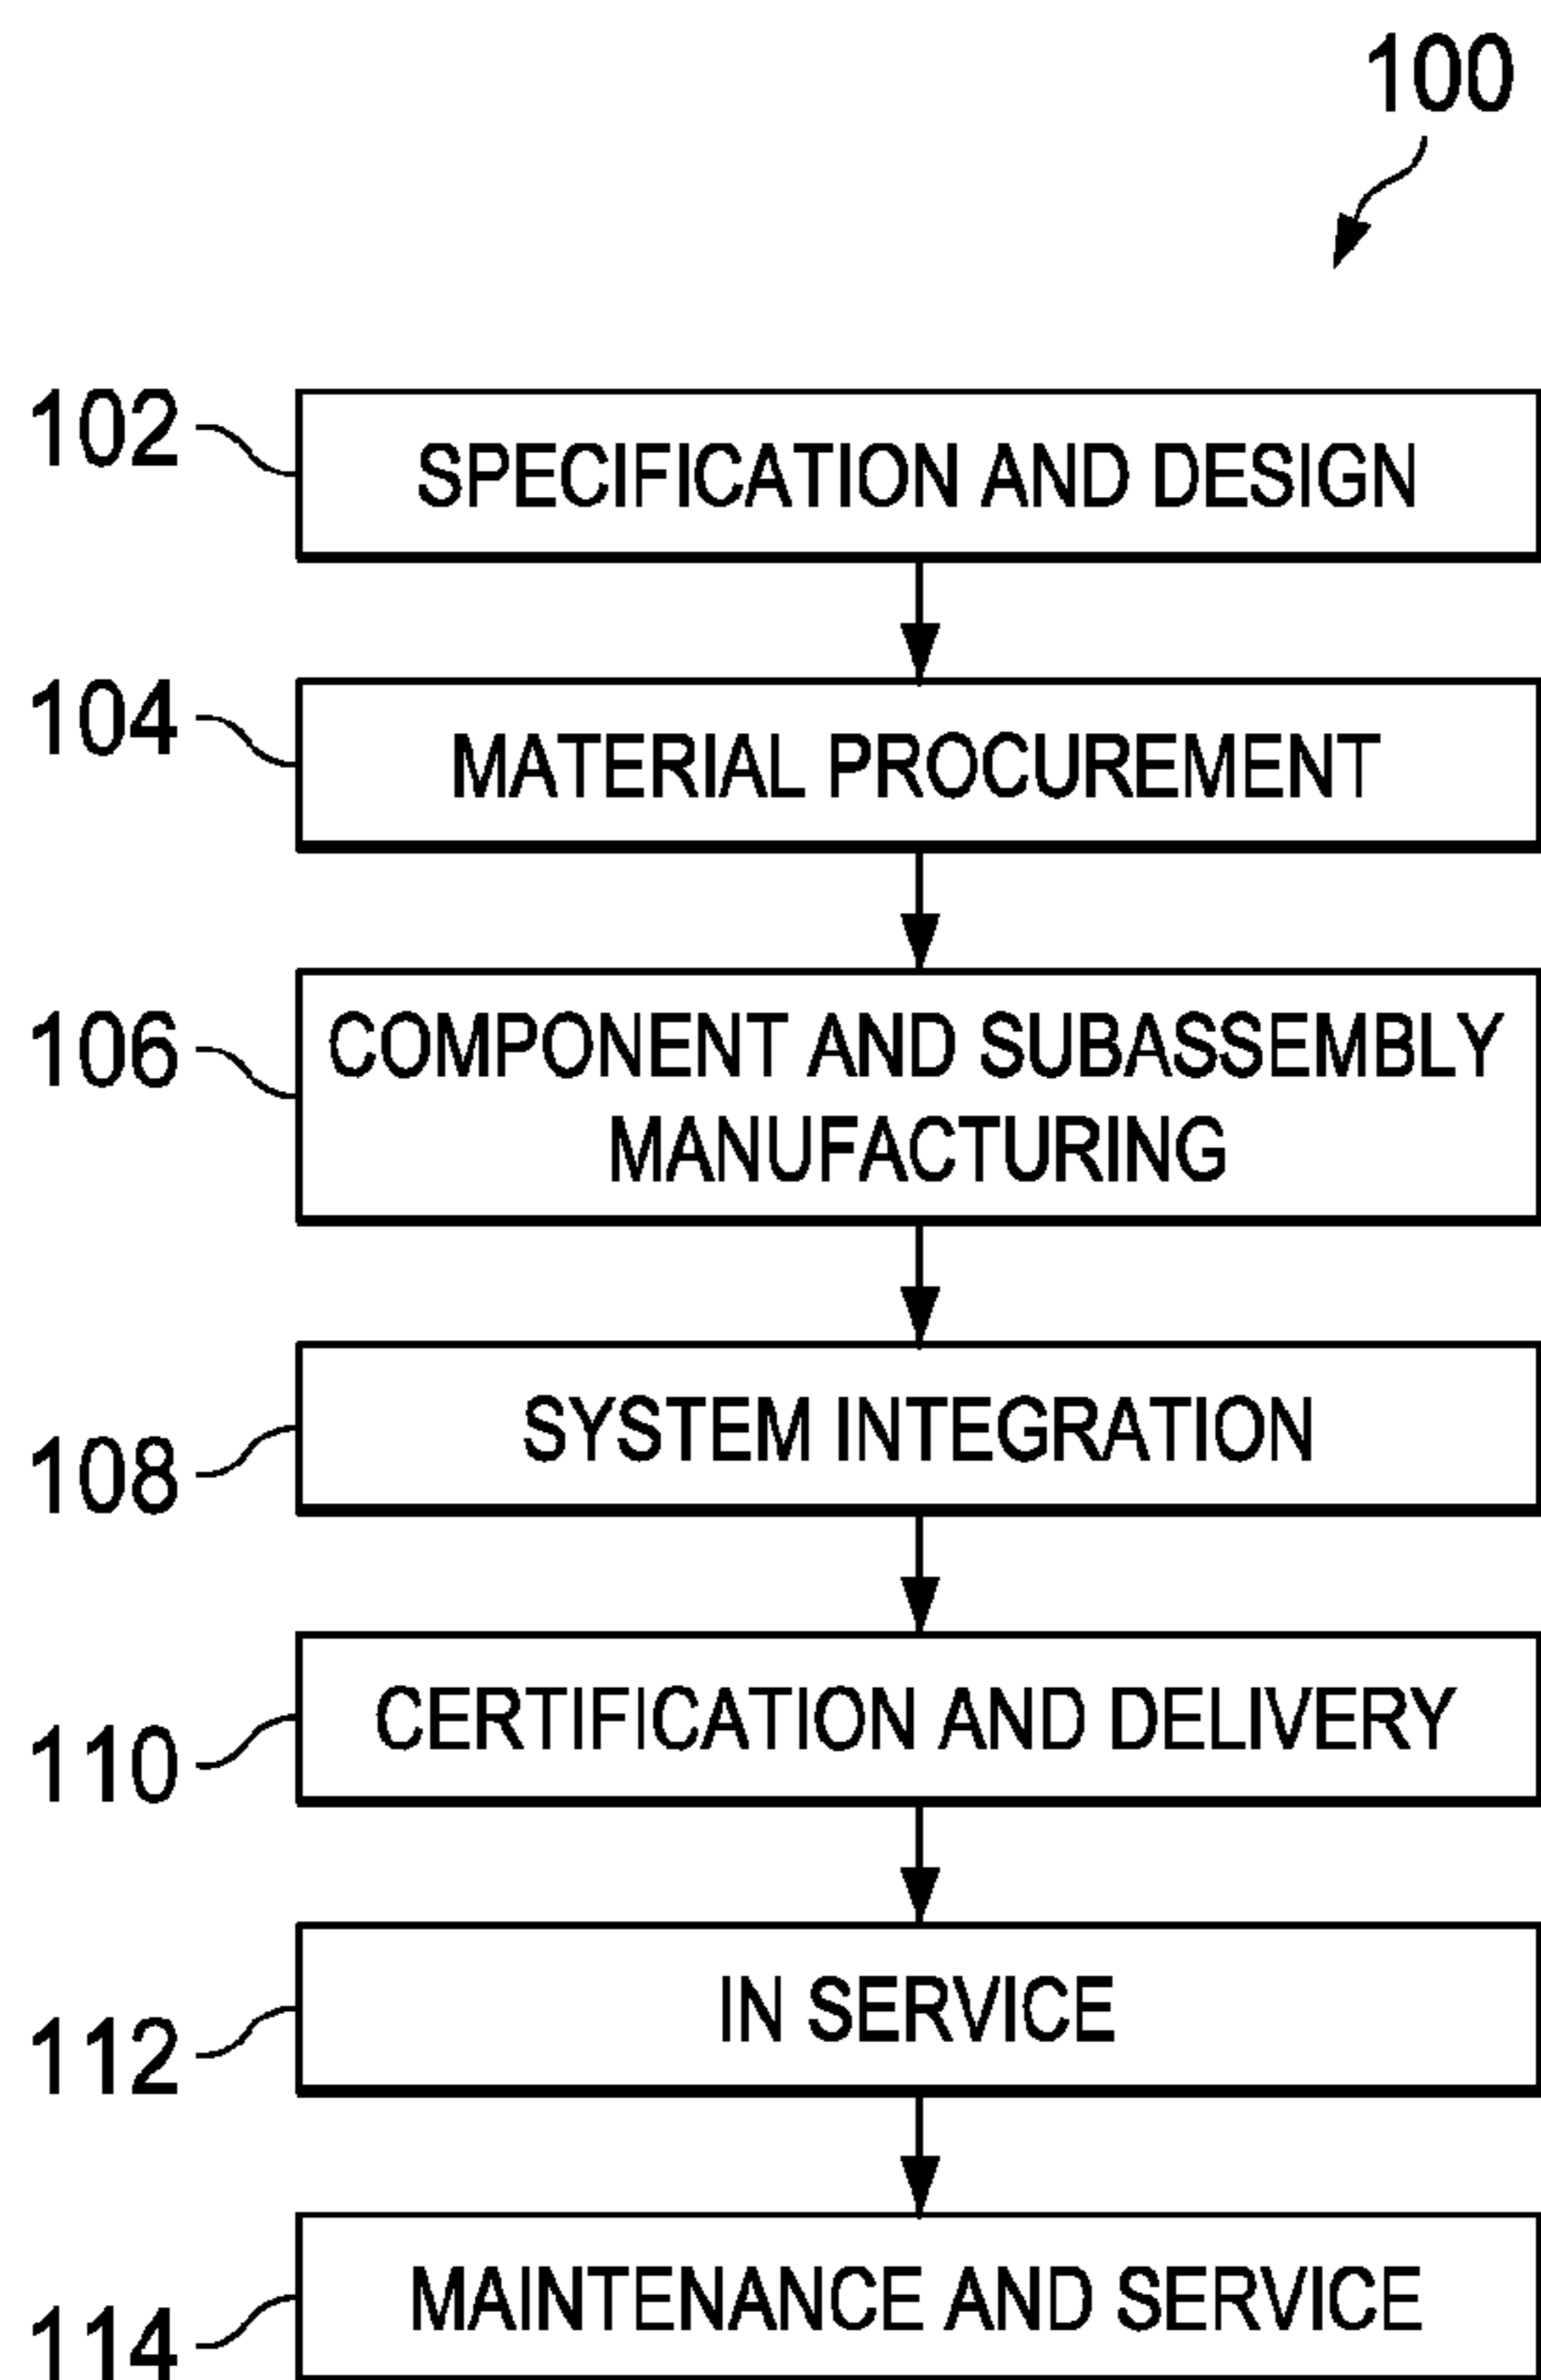 100
102
SPECIFICATION AND DESIGN
104
MATERIAL PROCUREMENT
106
COMPONENT AND SUBASSEMBLY
MANUFACTURING
108
SYSTEM INTEGRATION
110
CERTIFICATION AND DELIVERY
112
IN SERVICE
114
MAINTENANCE AND SERVICE